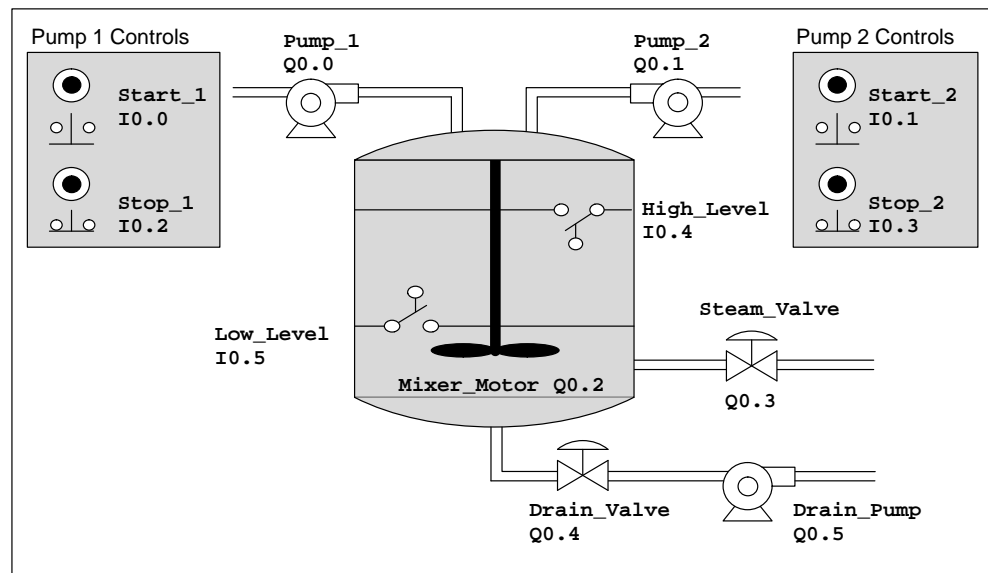 Pump 1 Controls
Start_1
I0.0
Stop_1
I0.2
Pump_1
Q0.0
Pump_2
Q0.1
Pump 2 Controls
Start_2
I0.1
Stop_2
I0.3
High_Level
I0.4
Low_Level
I0.5
Mixer_Motor Q0.2
Steam_Valve
Q0.3
Drain_Valve
Q0.4
Drain_Pump
Q0.5